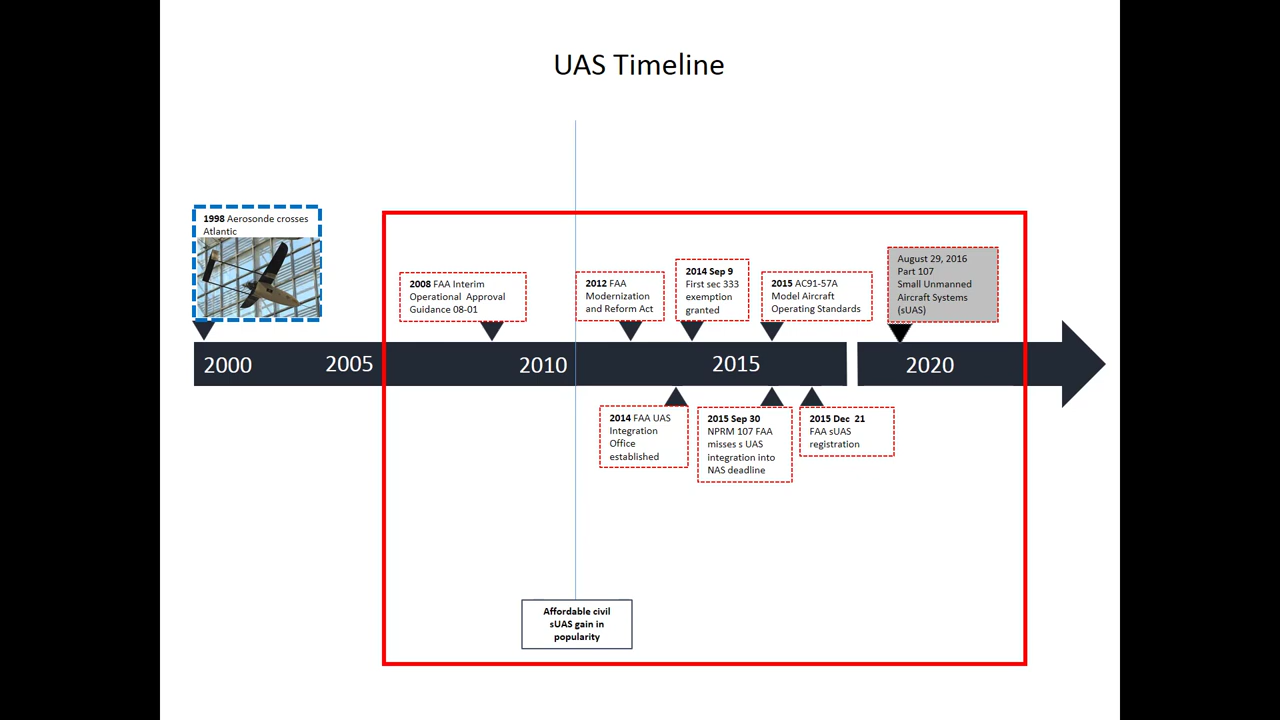 UAS Timeline
1998 Aerosonde crosses
Atlantic
2008 FAA Interim
Operational Approval
Guidance 08-01
2012 FAA
Modernization
and Reform Act
2014 Sep 9
First sec 333
exemption
granted
2015 AC91-57A
Model Aircraft
Operating Standards
August 29, 2016
Part 107
Small Unmanned
Aircraft Systems
(sUAS)
2000
2005
2010
2015
2020
2014 FAA UAS
Integration
Office
established
2015 Sep 30
NPRM 107 FAA
misses s UAS
integration into
NAS deadline
2015 Dec 21
FAA sUAS
registration
Affordable civil
sUAS gain in
popularity